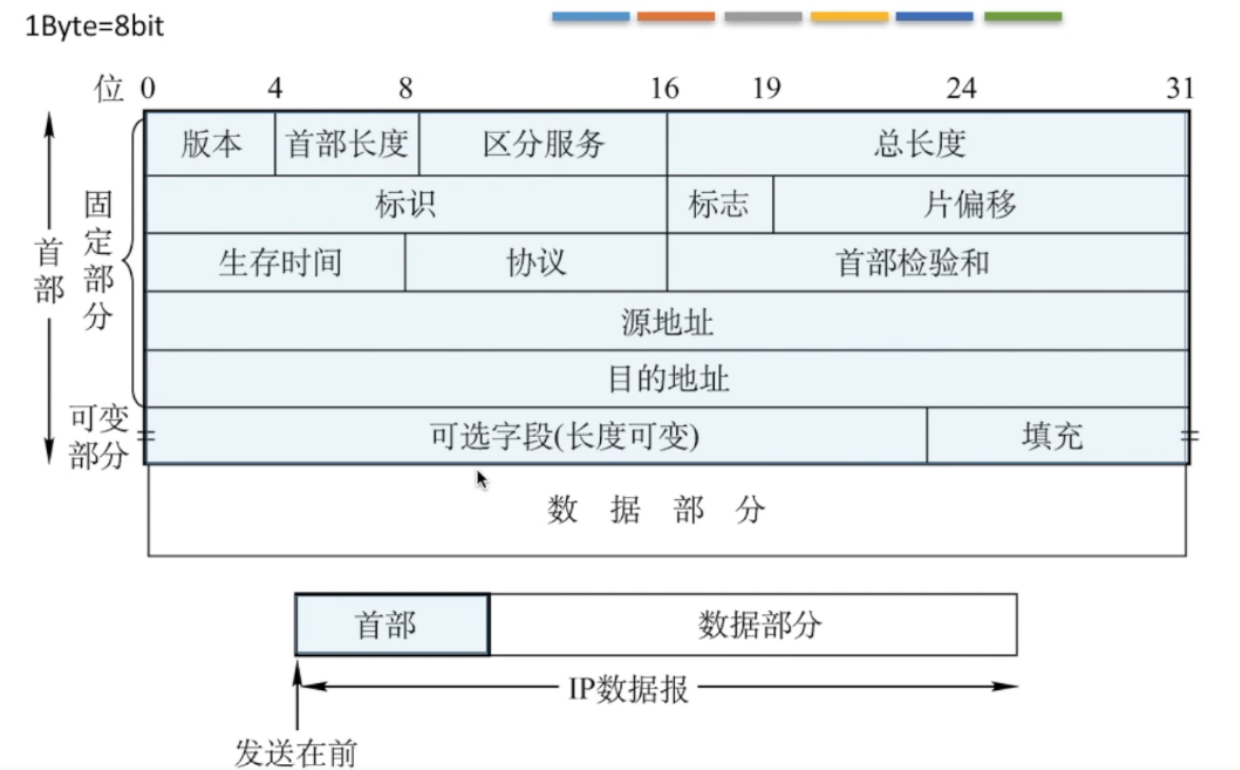 1Byte=8bit
位 0 4 8 16 19 24 31
版本 首部长度 区分服务 总长度
标识 标志 片偏移
生存时间 协议 首部检验和
源地址
目的地址
可选字段(长度可变) 填充
首部
固定部分
可变
部分
数据部分
首部 数据部分
IP数据报
发送在前